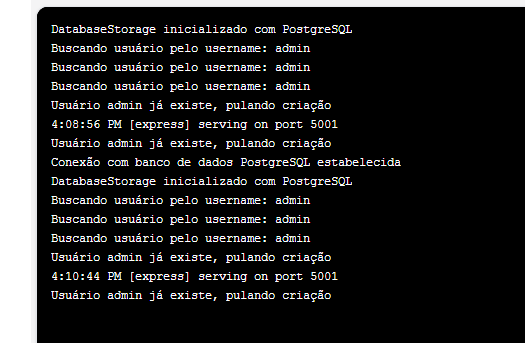 DatabaseStorage inicializado com PostgreSQL
Buscando usuário pelo username: admin
Buscando usuário pelo username: admin
Buscando usuário pelo username: admin
Usuário admin já existe, pulando criação
4:08:56 PM [express] serving on port 5001
Usuário admin já existe, pulando criação
Conexão com banco de dados PostgreSQL estabelecida
DatabaseStorage inicializado com PostgreSQL
Buscando usuário pelo username: admin
Buscando usuário pelo username: admin
Buscando usuário pelo username: admin
Usuário admin já existe, pulando criação
4:10:44 PM [express] serving on port 5001
Usuário admin já existe, pulando criação